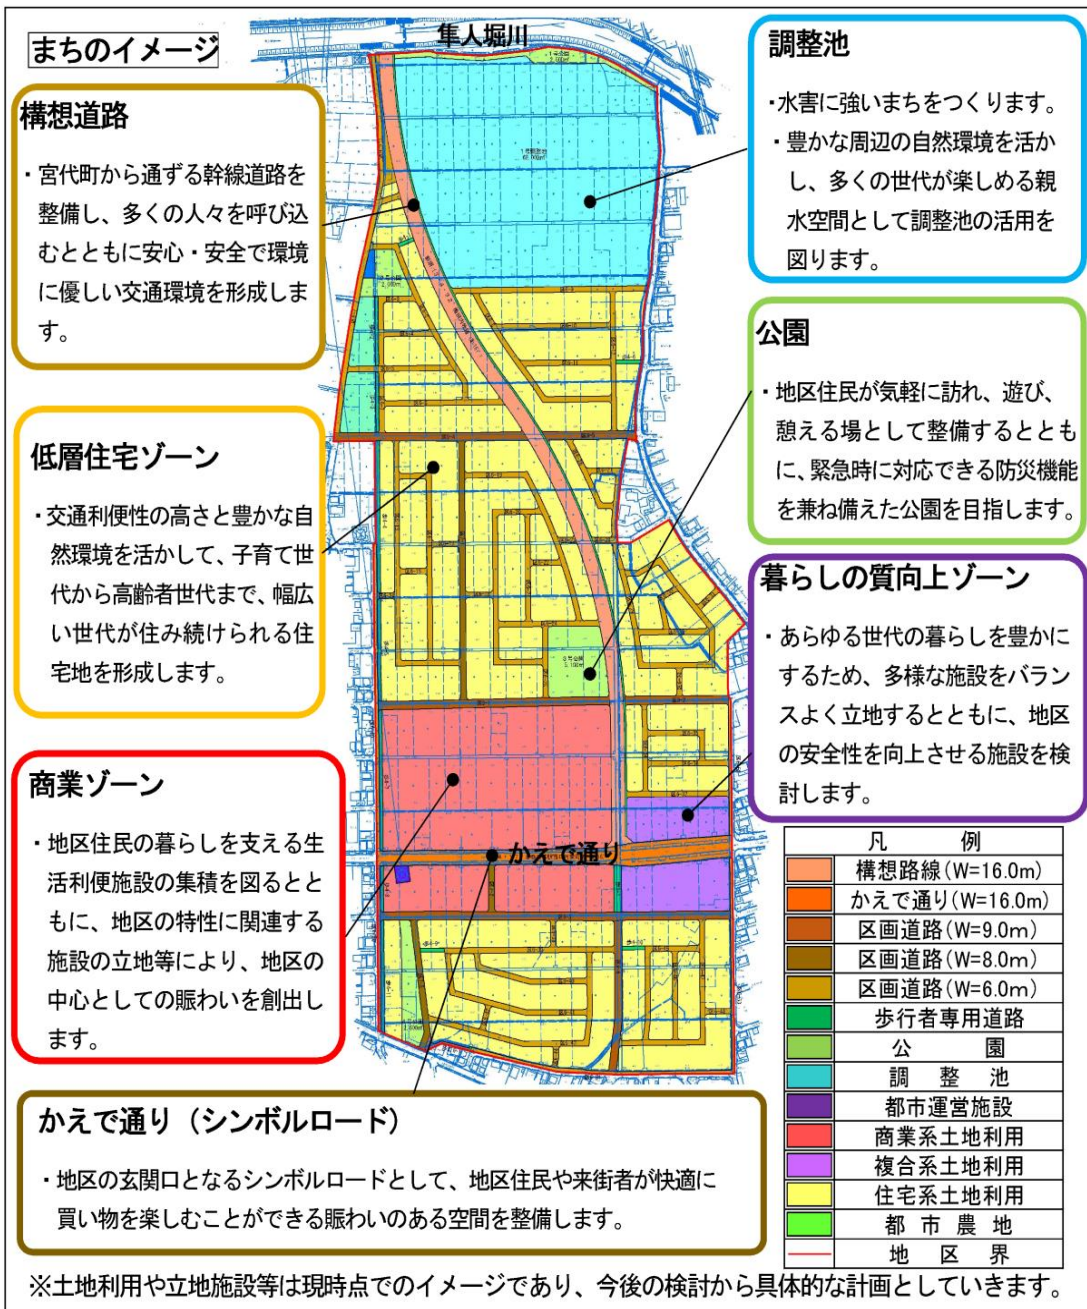 まちのイメージ
隼人堀川
構想道路
・宮代町から通ずる幹線道路を
整備し、多くの人々を呼び込
むとともに安心・安全で環境
に優しい交通環境を形成しま
す。
調整池
・水害に強いまちをつくります。
・豊かな周辺の自然環境を活か
し、多くの世代が楽しめる親
水空間として調整池の活用を
図ります。
公園
・地区住民が気軽に訪れ、遊び、
憩える場として整備するととも
に、緊急時に対応できる防災機能
を兼ね備えた公園を目指します。
低層住宅ゾーン
・交通利便性の高さと豊かな自
然環境を活かして、子育て世
代から高齢者世代まで、幅広
い世代が住み続けられる住
宅地を形成します。
暮らしの質向上ゾーン
・あらゆる世代の暮らしを豊かに
するため、多様な施設をバラン
スよく立地するとともに、地区
の安全性を向上させる施設を検
討します。
商業ゾーン
・地区住民の暮らしを支える生
活利便施設の集積を図るとと
もに、地区の特性に関連する
施設の立地等により、地区の
中心としての賑わいを創出し
ます。
かえで通り
凡例
構想路線(W=16.0m)
かえで通り(W=16.0m)
区画道路(W=9.0m)
区画道路(W=8.0m)
区画道路(W=6.0m)
歩行者専用道路
公園
調整池
都市運営施設
商業系土地利用
複合系土地利用
住宅系土地利用
都市農地
地区界
かえで通り（シンボルロード）
・地区の玄関口となるシンボルロードとして、地区住民や来街者が快適に
買い物を楽しむことができる賑わいのある空間を整備します。
※土地利用や立地施設等は現時点でのイメージであり、今後の検討から具体的な計画としていきます。